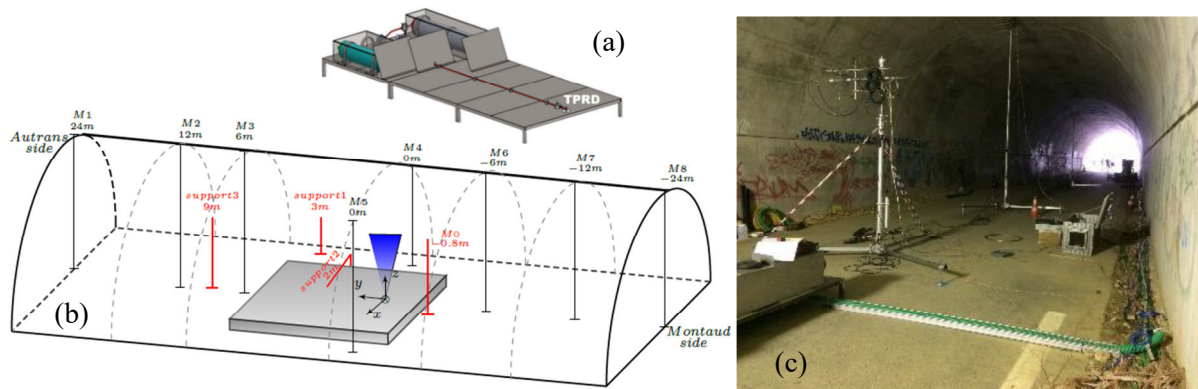 (a)
TPRD
M1
24m
Autrans
side
M2
12m
M3
6m
M4
0m
M6
−6m
M7
−12m
M8
−24m
support3
9m
support1
3m
M5
0m
M0
−0.8m
support2
2m
z
y
x
(b)
Montaud
side
(c)